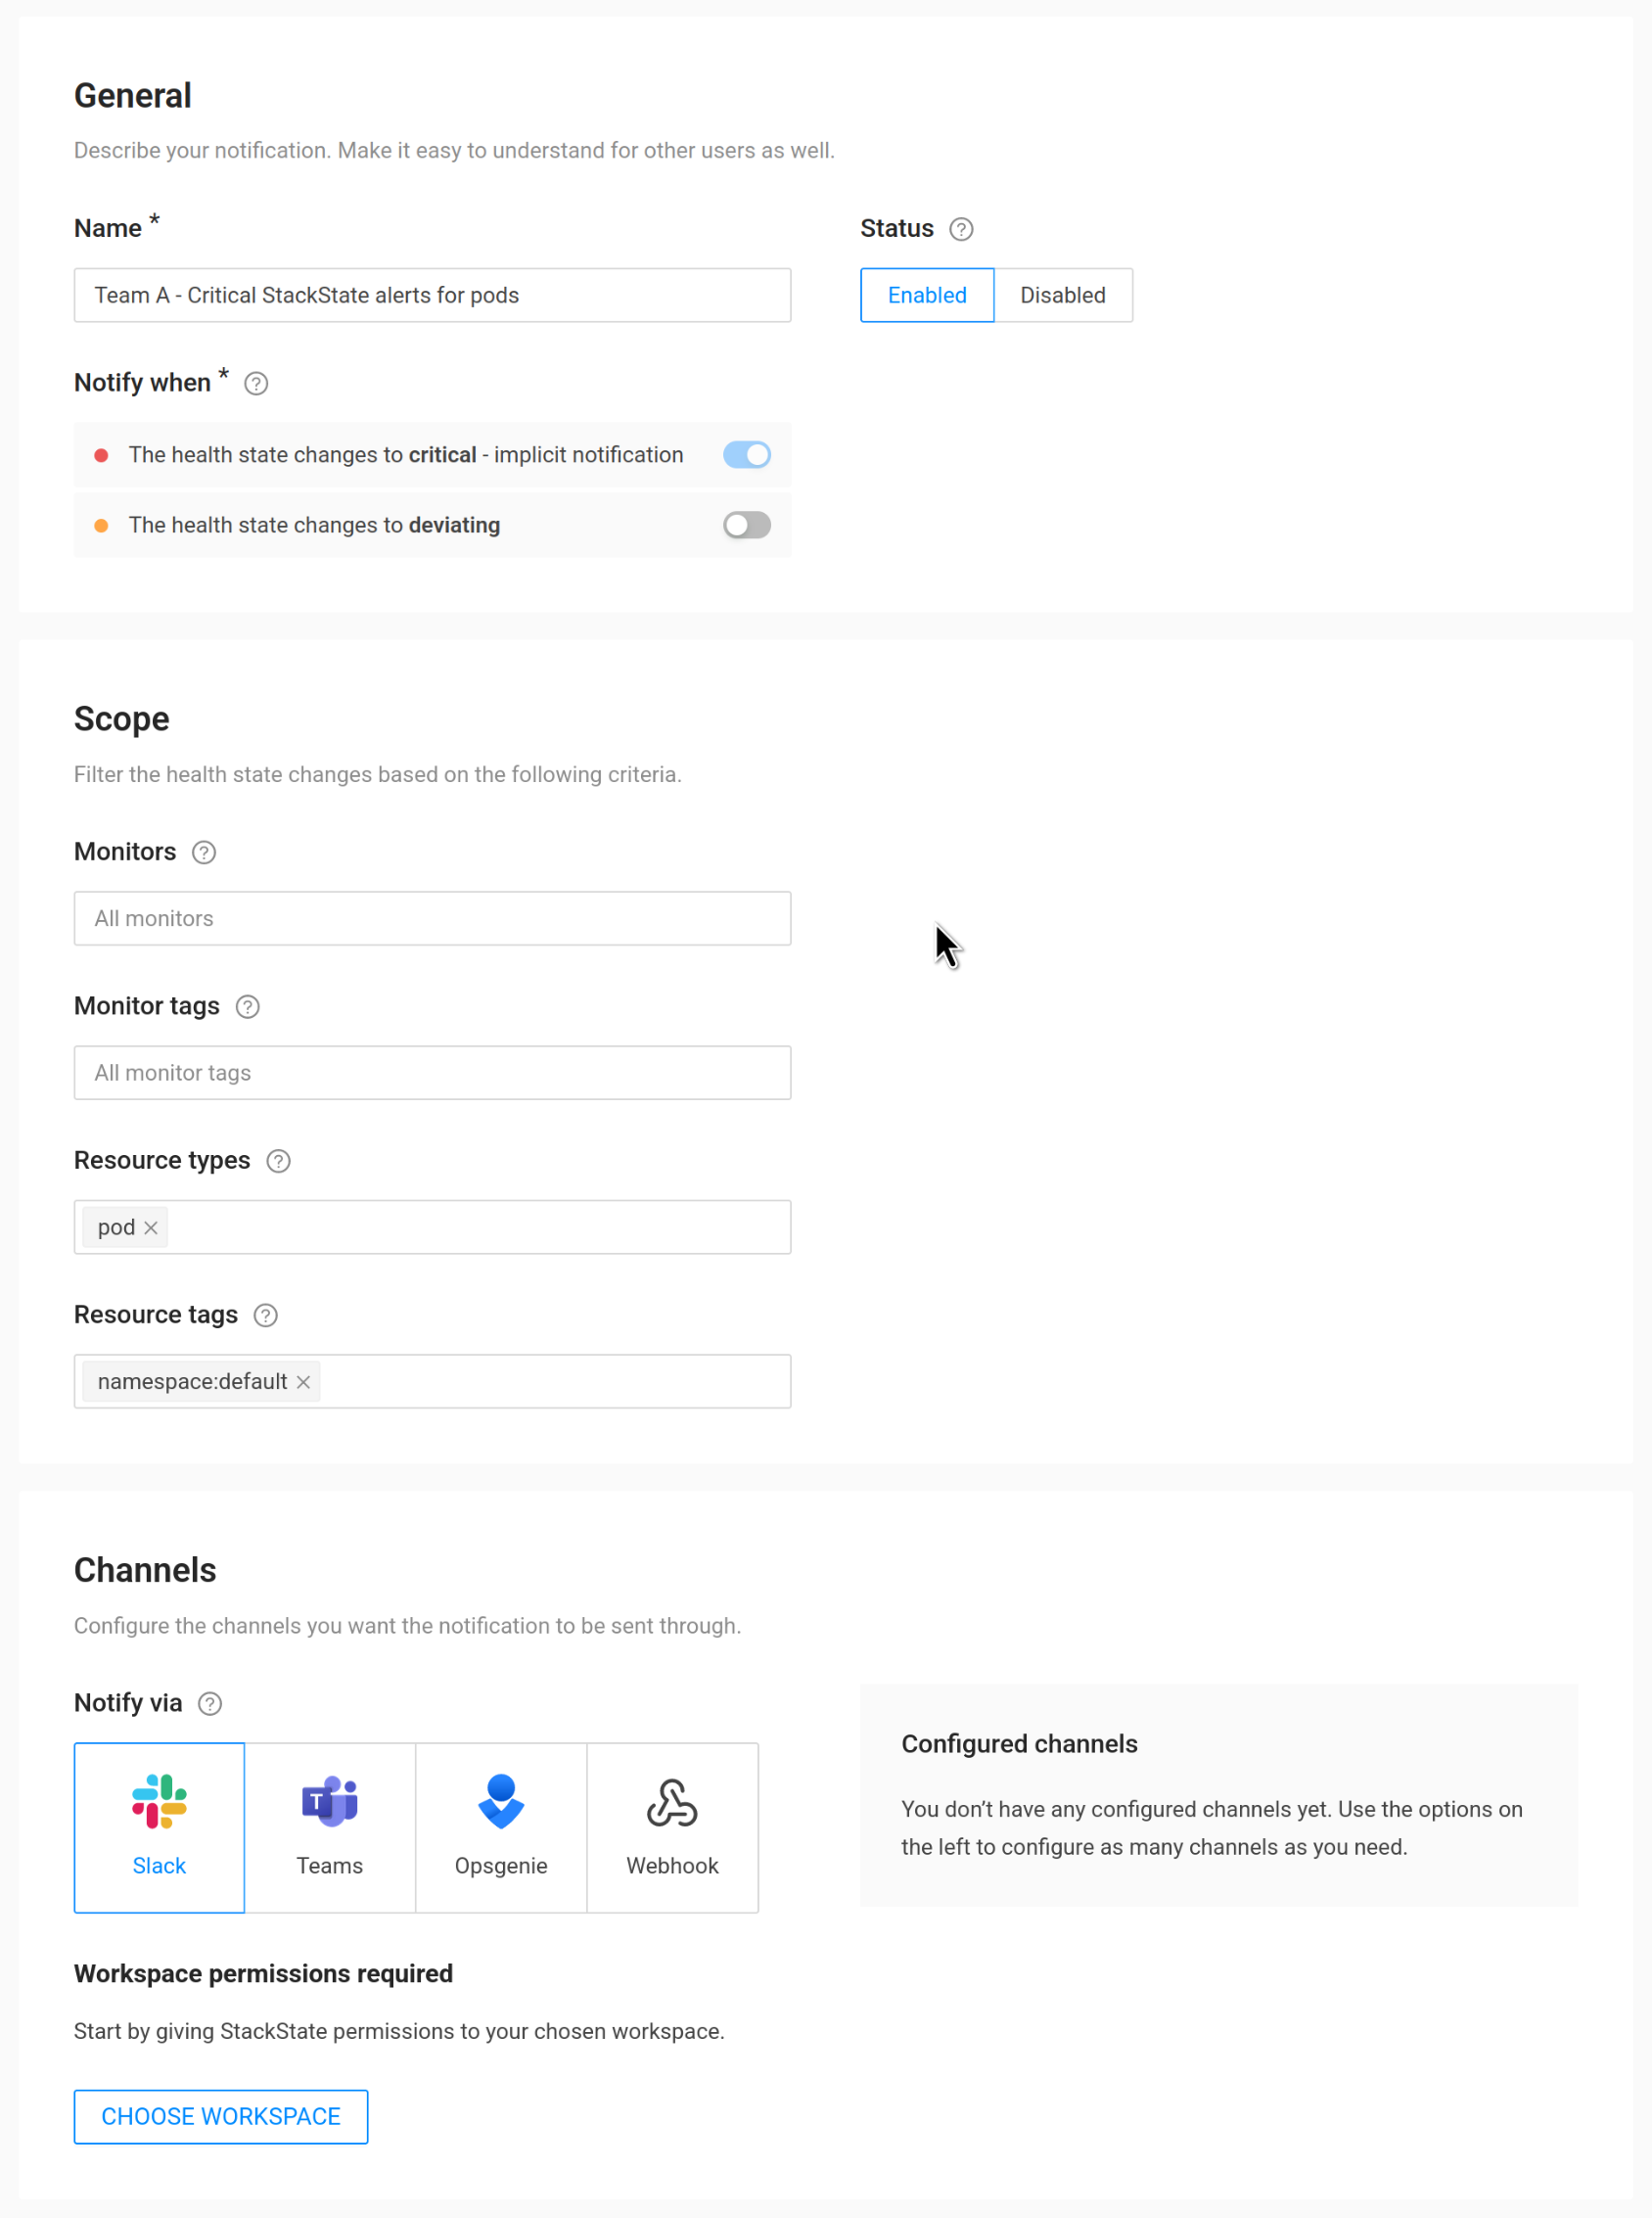 General
Describe your notification. Make it easy to understand for other users as well.
Name *
Status ?
Team A - Critical StackState alerts for pods
Enabled
Disabled
Notify when * ?
The health state changes to critical - implicit notification
The health state changes to deviating
Scope
Filter the health state changes based on the following criteria.
Monitors ?
All monitors
Monitor tags ?
All monitor tags
Resource types ?
pod ×
Resource tags ?
namespace:default ×
Channels
Configure the channels you want the notification to be sent through.
Notify via ?
T
Slack
Teams
Opsgenie
Webhook
Configured channels
You don’t have any configured channels yet. Use the options on
the left to configure as many channels as you need.
Workspace permissions required
Start by giving StackState permissions to your chosen workspace.
CHOOSE WORKSPACE